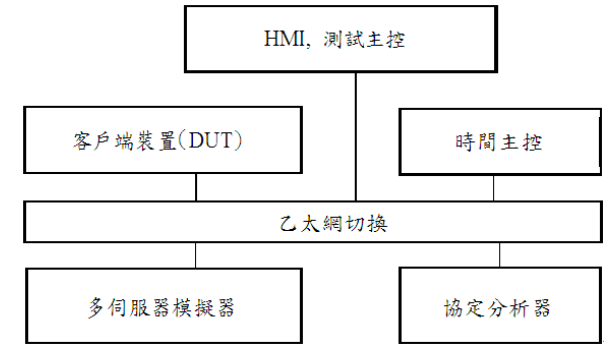 HMI, 測試主控
客戶端裝置(DUT)
時間主控
乙太網切換
多伺服器模擬器
協定分析器